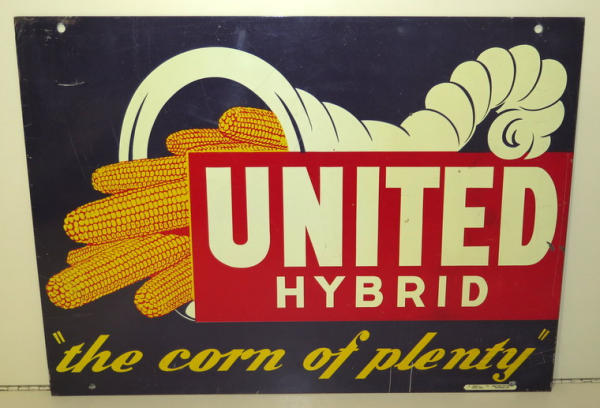 UNITED
HYBRID
"the corn of plenty"